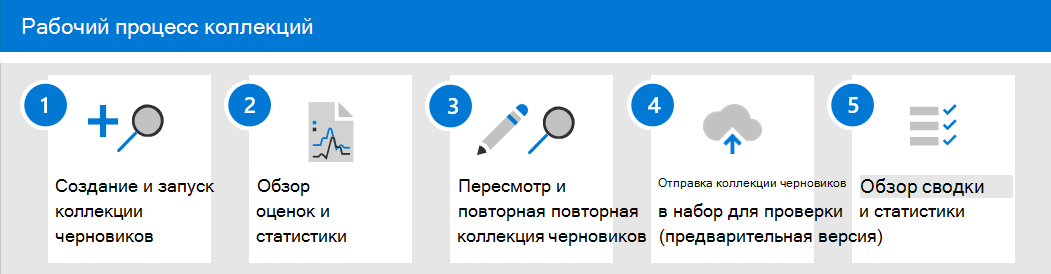 Рабочий процесс коллекций
1
Создание и запуск
коллекции
черновиков
2
Обзор
оценок и
статистики
3
Пересмотр и
повторная повторная
коллекция черновиков
4
Отправка коллекции черновиков
в набор для проверки
(предварительная версия)
5
Обзор сводки
и статистики